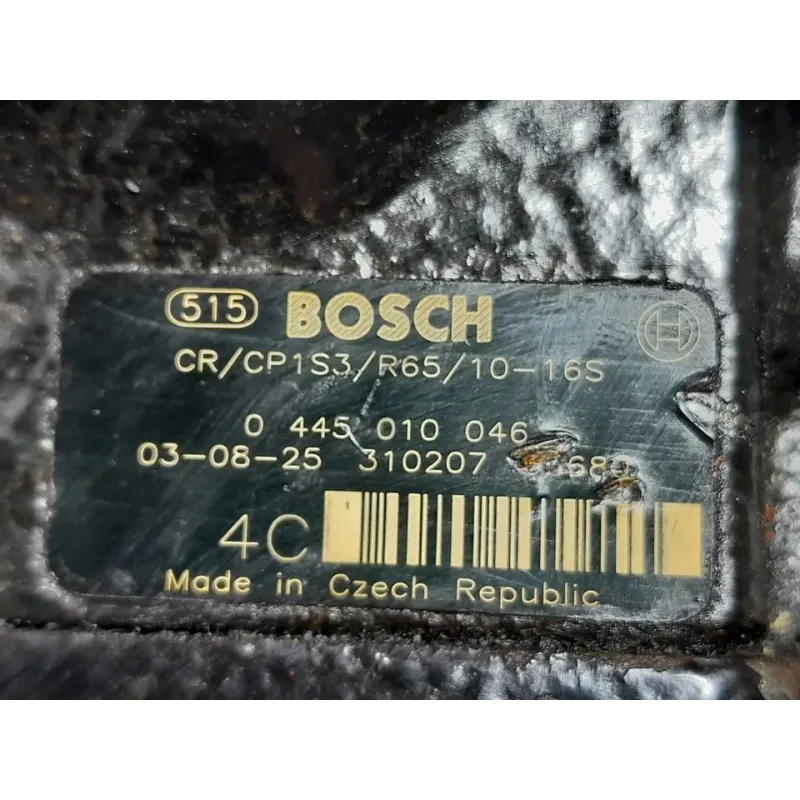 515 BOSCH
CR/CP1S3/R65/10-16S
0 445 010 046
03-08-25 310207
4C
Made in Czech Republic